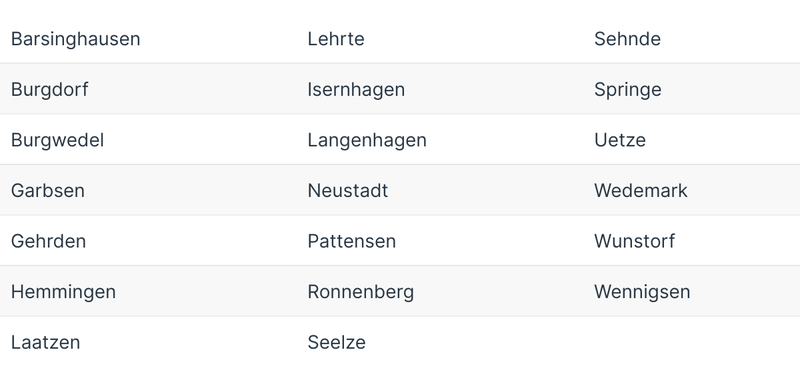 Barsinghausen Lehrte Sehnde
Burgdorf Isernhagen Springe
Burgwedel Langenhagen Uetze
Garbsen Neustadt Wedemark
Gehrden Pattensen Wunstorf
Hemmingen Ronnenberg Wennigsen
Laatzen Seelze